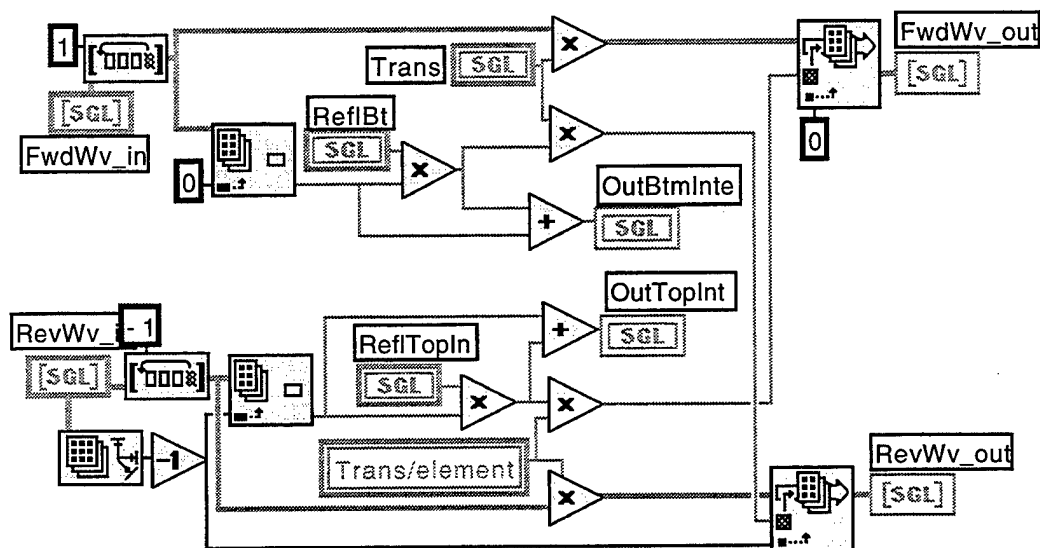 1
FwdWv_out
Trans
SGL
×
[SGL]
[SGL]
ReflBt
SGL
×
FwdWv_in
0
×
0
OutBtmInte
+
SGL
OutTopInt
RevWv_i
- 1
+
SGL
ReflTopIn
[SGL]
SGL
×
×
-1
Trans/element
RevWv_out
×
[SGL]